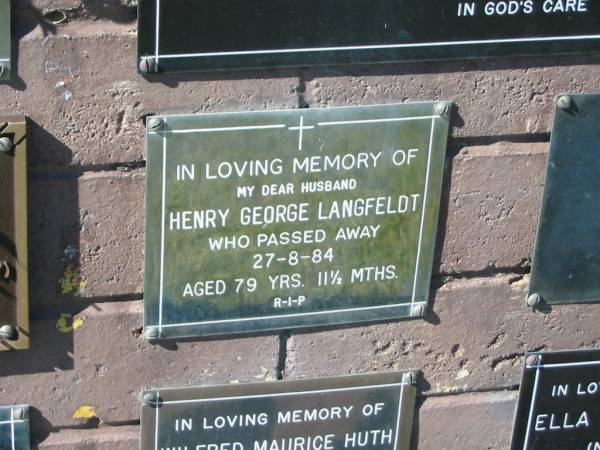 IN GOD'S CARE
IN LOVING MEMORY OF
MY DEAR HUSBAND
HENRY GEORGE LANGFELDT
WHO PASSED AWAY
27-8-84
AGED 79 YRS. 11½ MTHS.
R-I-P
IN LOVING MEMORY OF
WILFRED MAURICE HUTH
IN LO
ELLA